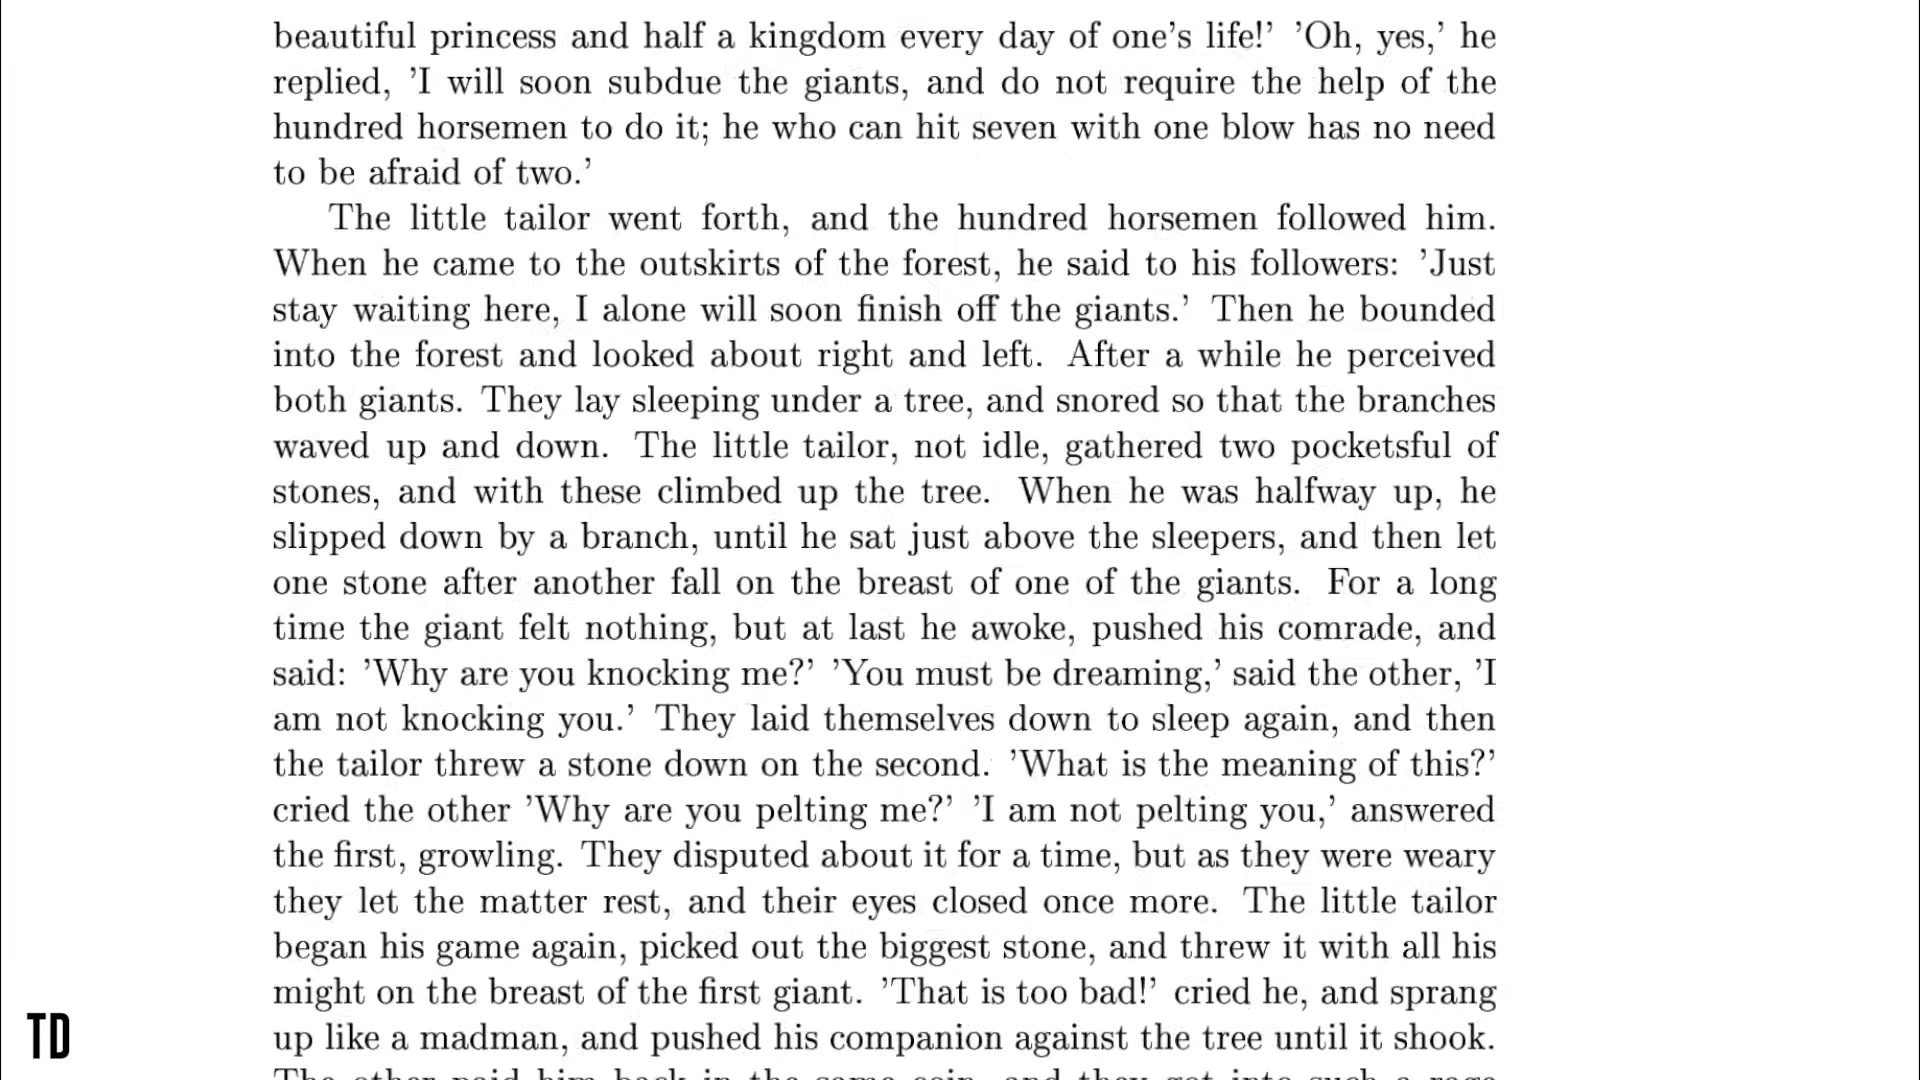 beautiful princess and half a kingdom every day of one's life!' 'Oh, yes,' he
replied, 'I will soon subdue the giants, and do not require the help of the
hundred horsemen to do it; he who can hit seven with one blow has no need
to be afraid of two.'
The little tailor went forth, and the hundred horsemen followed him.
When he came to the outskirts of the forest, he said to his followers: 'Just
stay waiting here, I alone will soon finish off the giants.' Then he bounded
into the forest and looked about right and left. After a while he perceived
both giants. They lay sleeping under a tree, and snored so that the branches
waved up and down. The little tailor, not idle, gathered two pocketsful of
stones, and with these climbed up the tree. When he was halfway up, he
slipped down by a branch, until he sat just above the sleepers, and then let
one stone after another fall on the breast of one of the giants. For a long
time the giant felt nothing, but at last he awoke, pushed his comrade, and
said: 'Why are you knocking me?' 'You must be dreaming,' said the other, 'I
am not knocking you.' They laid themselves down to sleep again, and then
the tailor threw a stone down on the second. 'What is the meaning of this?'
cried the other 'Why are you pelting me?' 'I am not pelting you,' answered
the first, growling. They disputed about it for a time, but as they were weary
they let the matter rest, and their eyes closed once more. The little tailor
began his game again, picked out the biggest stone, and threw it with all his
might on the breast of the first giant. 'That is too bad!' cried he, and sprang
up like a madman, and pushed his companion against the tree until it shook.
The other paid him back in the same coin, and they got into such a rage
TD